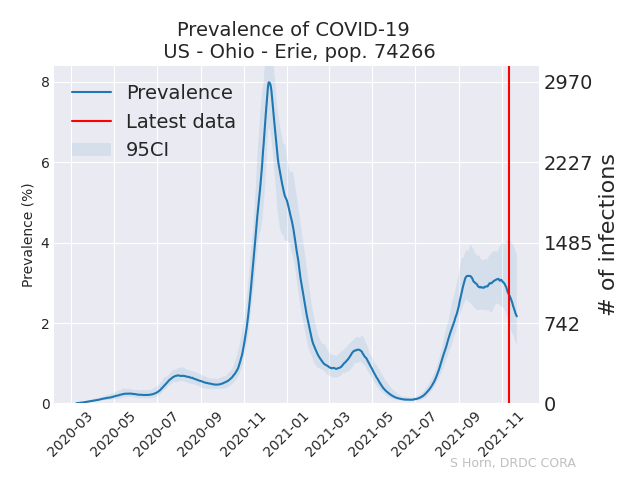 Prevalence of COVID-19
US - Ohio - Erie, pop. 74266
Prevalence
Latest data
95CI
Prevalence (%)
8
6
4
2
0
# of infections
2970
2227
1485
742
0
2020-03
2020-05
2020-07
2020-09
2020-11
2021-01
2021-03
2021-05
2021-07
2021-09
2021-11
S Horn, DRDC CORA